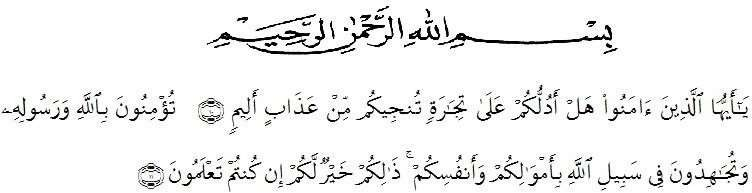 بِسْمِ اللَّهِ الرَّحْمَٰنِ الرَّحِيمِ
يَٰٓأَيُّهَا ٱلَّذِينَ ءَامَنُوا۟ هَلْ أَدُلُّكُمْ عَلَىٰ تِجَٰرَةٍ تُنجِيكُم مِّنْ عَذَابٍ أَلِيمٍ ۝١٠ تُؤْمِنُونَ بِٱللَّهِ وَرَسُولِهِۦ
وَتُجَٰهِدُونَ فِي سَبِيلِ ٱللَّهِ بِأَمْوَٰلِكُمْ وَأَنفُسِكُمْ ۚ ذَٰلِكُمْ خَيْرٌ لَّكُمْ إِن كُنتُمْ تَعْلَمُونَ ۝١١